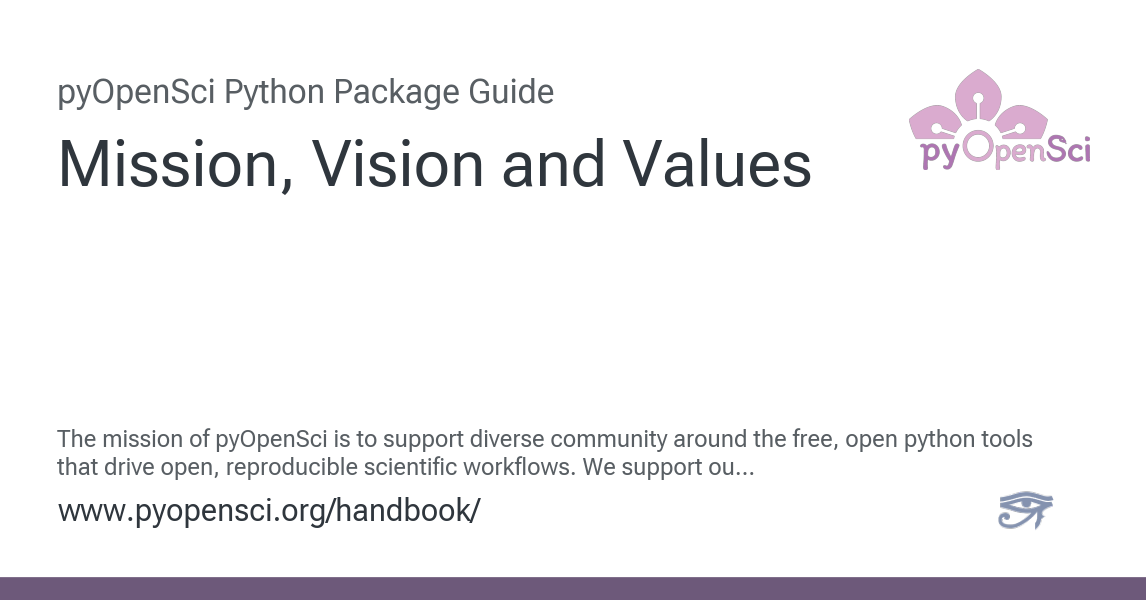 pyOpenSci Python Package Guide
Mission, Vision and Values
pyOpenSci
The mission of pyOpenSci is to support diverse community around the free, open python tools
that drive open, reproducible scientific workflows. We support ou...
www.pyopensci.org/handbook/